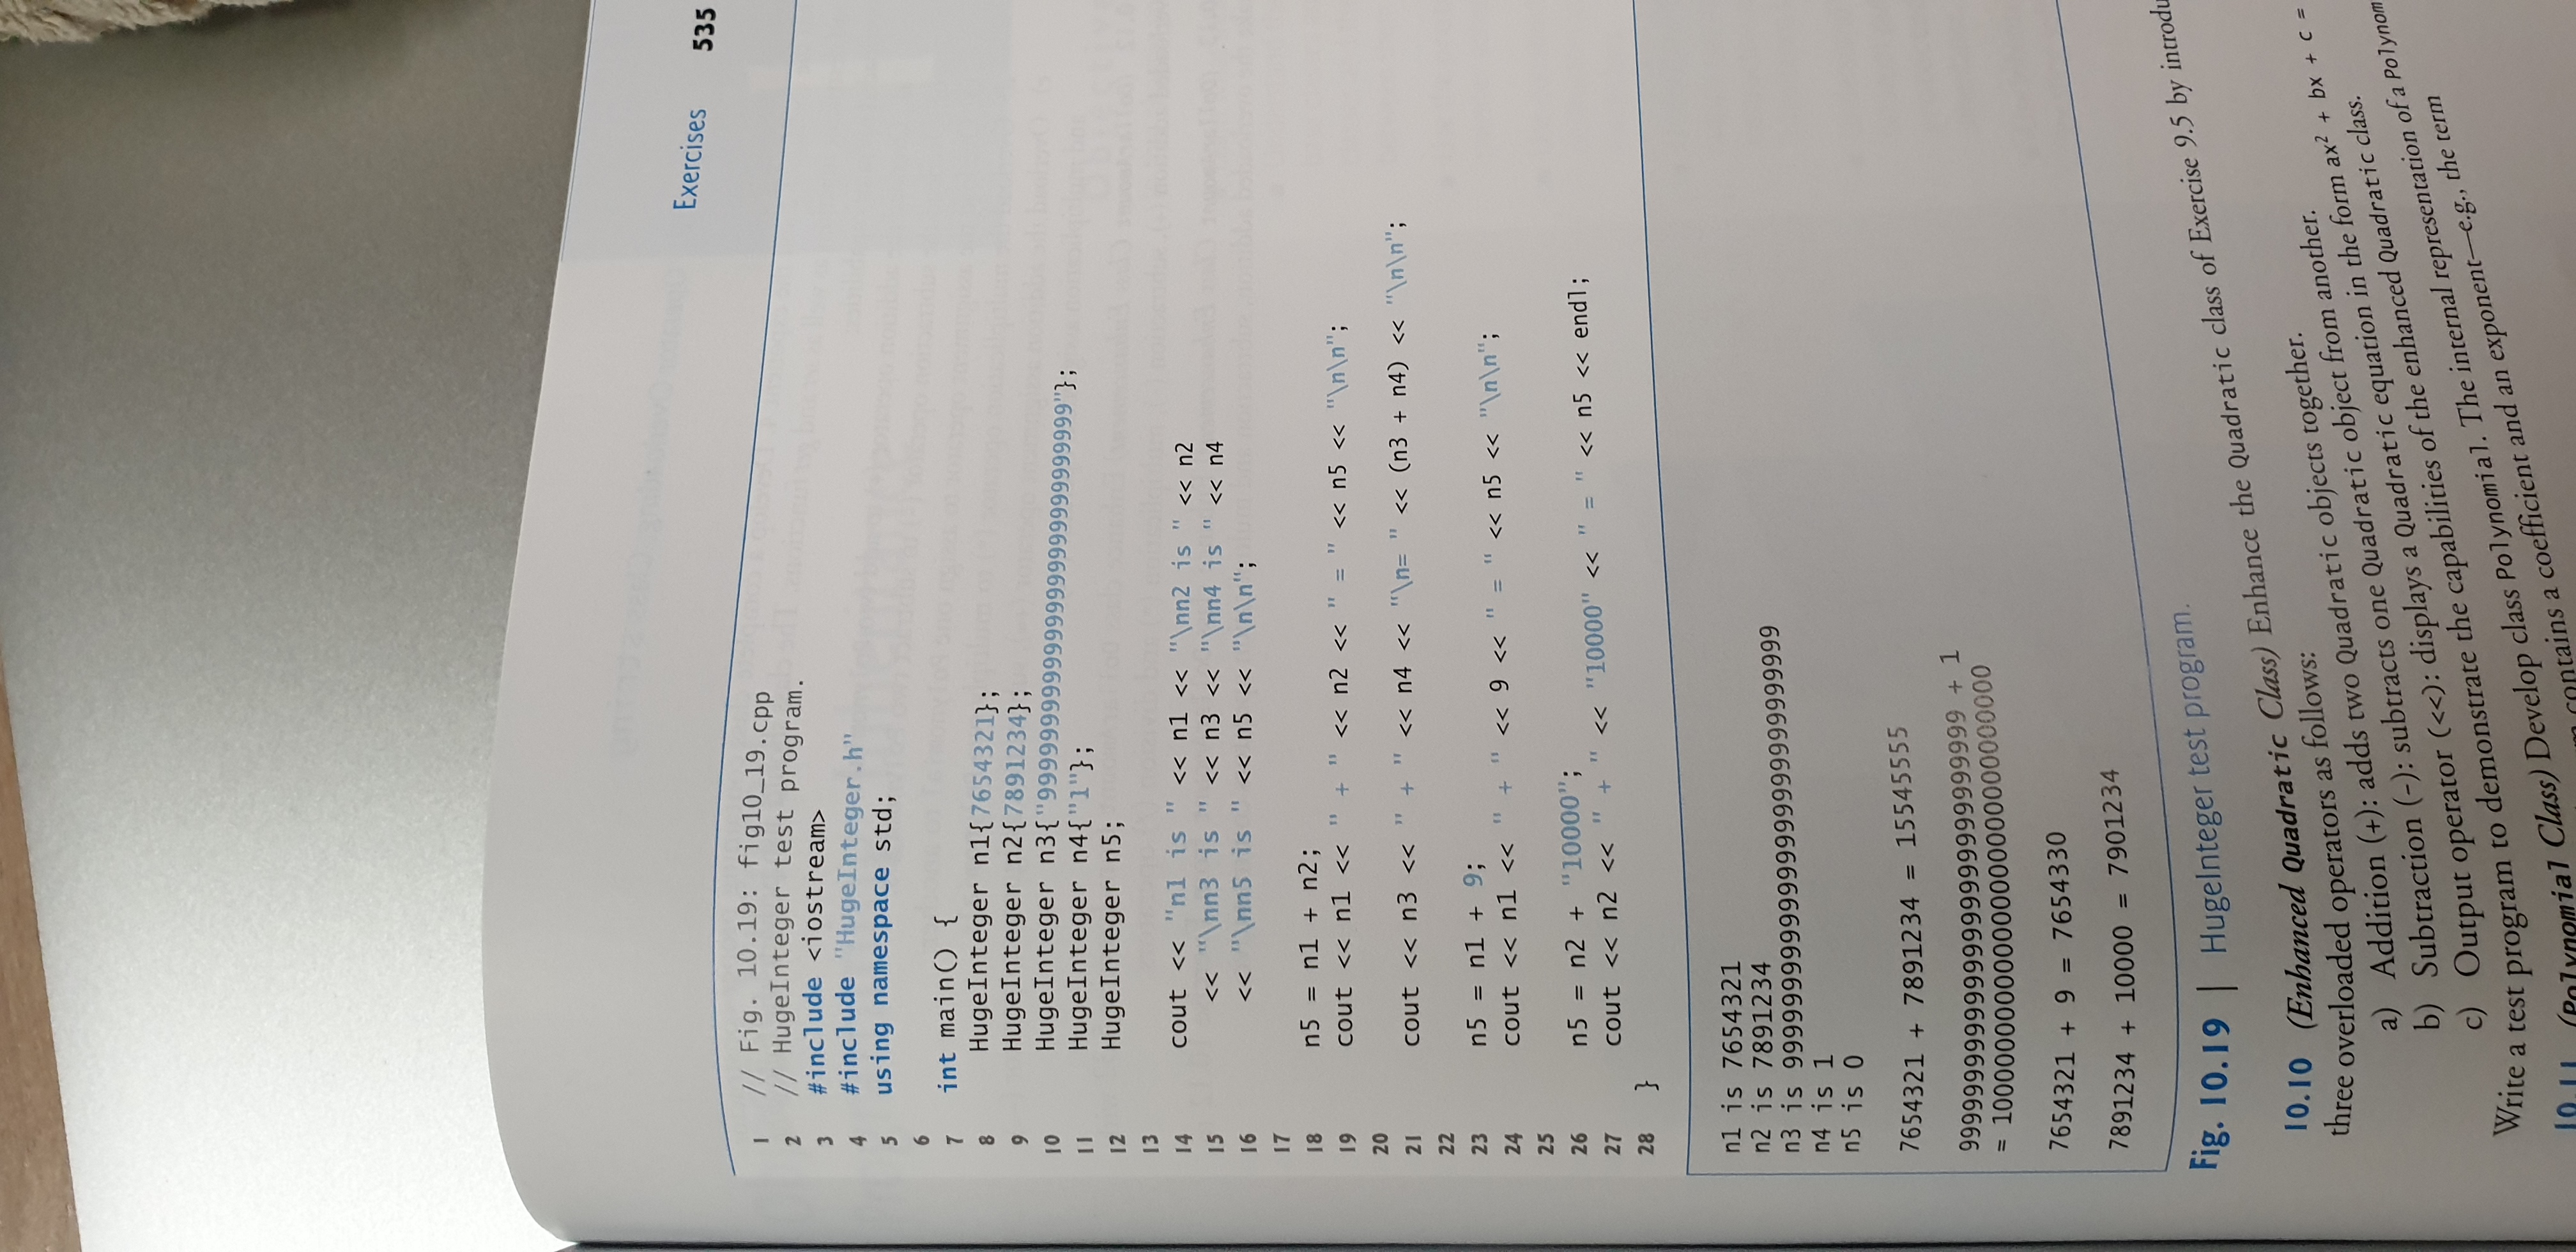 Exercises 535
1 // Fig. 10.19: fig10_19.cpp
2 // HugeInteger test program.
3 #include <iostream>
4 #include "HugeInteger.h"
5 using namespace std;
6
7 int main() {
8 HugeInteger n1{7654321};
9 HugeInteger n2{7891234};
10 HugeInteger n3{"99999999999999999999999999999"};
11 HugeInteger n4{"1"};
12 HugeInteger n5;
13
14 cout << "n1 is " << n1 << "\nn2 is " << n2
15 << "\nn3 is " << n3 << "\nn4 is " << n4
16 << "\nn5 is " << n5 << "\n\n";
17
18 n5 = n1 + n2;
19 cout << n1 << " + " << n2 << " = " << n5 << "\n\n";
20
21 cout << n3 << " + " << n4 << "\n= " << (n3 + n4) << "\n\n";
22
23 n5 = n1 + 9;
24 cout << n1 << " + " << 9 << " = " << n5 << "\n\n";
25
26 n5 = n2 + "10000";
27 cout << n2 << " + " << "10000" << " = " << n5 << endl;
28 }
n1 is 7654321
n2 is 7891234
n3 is 99999999999999999999999999999
n4 is 1
n5 is 0
7654321 + 7891234 = 15545555
99999999999999999999999999999 + 1
= 100000000000000000000000000000
7654321 + 9 = 7654330
7891234 + 10000 = 7901234
Fig. 10.19 | HugeInteger test program.
10.10 (Enhanced Quadratic Class) Enhance the Quadratic class of Exercise 9.5 by introdu
three overloaded operators as follows:
a) Addition (+): adds two Quadratic objects together.
b) Subtraction (-): subtracts one Quadratic object from another.
c) Output operator (<<): displays a Quadratic equation in the form ax² + bx + c =
Write a test program to demonstrate the capabilities of the enhanced Quadratic class.
10.11 (Polynomial Class) Develop class Polynomial. The internal representation of a Polynom
contains a coefficient and an exponent—e.g., the term